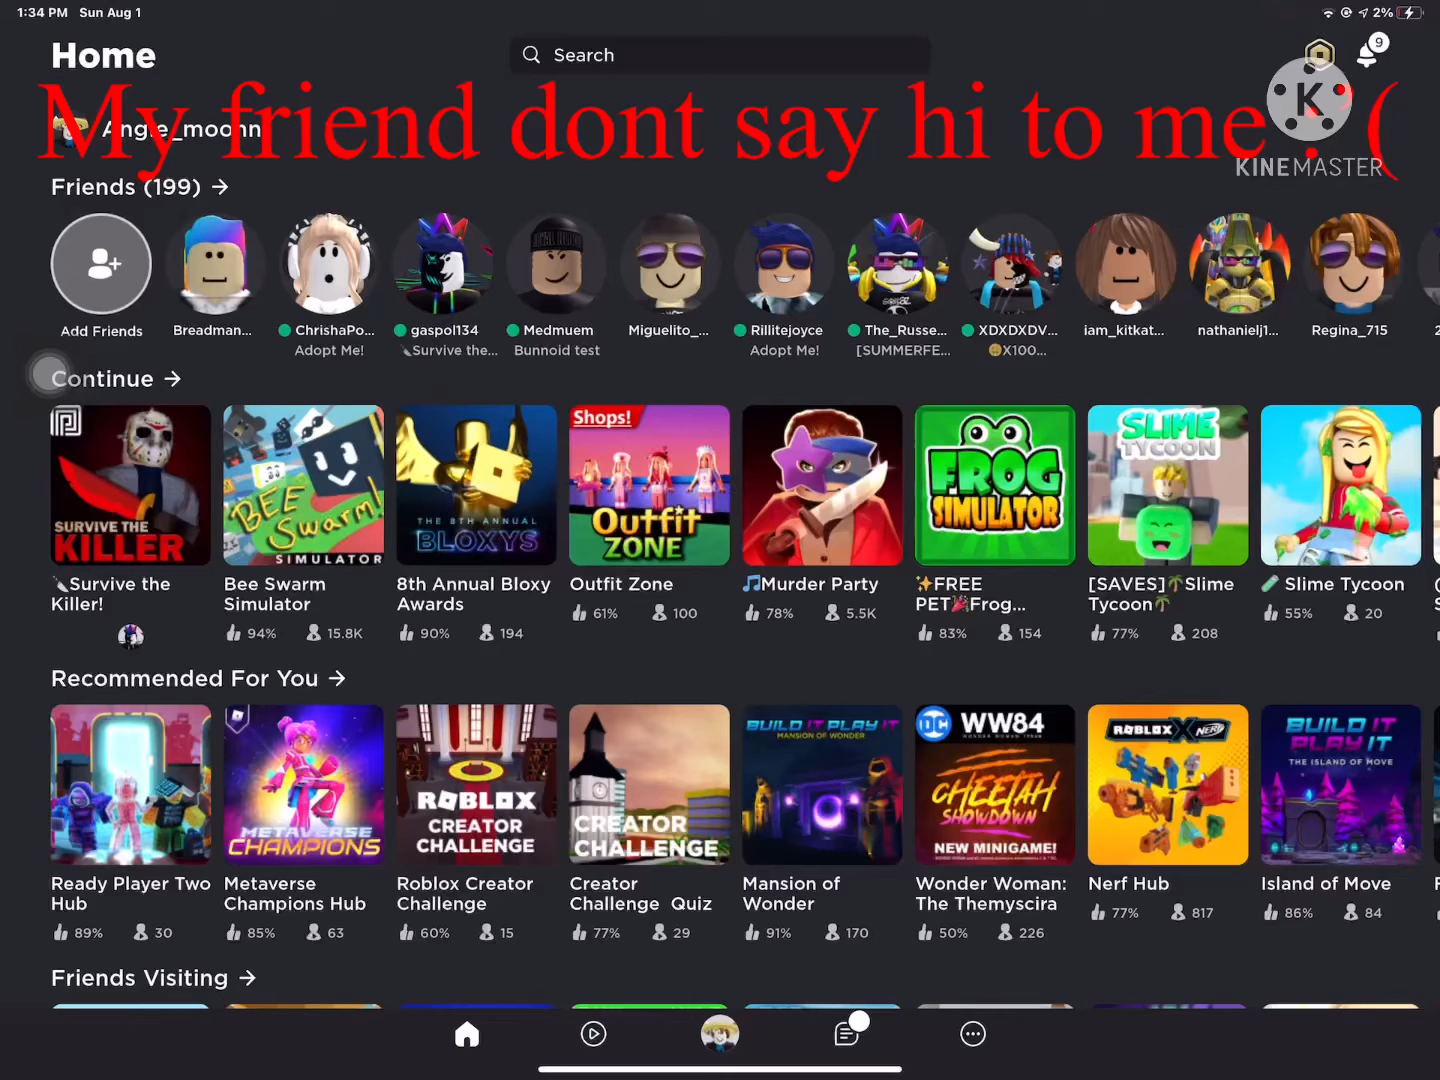 1:34 PM Sun Aug 1
2%
Home
Search
9
My friend dont say hi to me :(
K
KINEMASTER
Angie_moonn
Friends (199) →
Add Friends
Breadman...
ChrishaPo...
Adopt Me!
gaspol134
🔪Survive the...
Medmuem
Bunnoid test
Miguelito_...
Rillitejoyce
Adopt Me!
The_Russe...
[SUMMERFE...
XDXDXDV...
X100...
iam_kitkat...
nathanielj1...
Regina_715
Continue →
SURVIVE THE
KILLER
BEE
Swarm!
SIMULATOR
THE 8TH ANNUAL
BLOXYS
Shops!
Outfit
ZONE
FROG
SIMULATOR
SLIME
TYCOON
🔪Survive the
Killer!
Bee Swarm
Simulator
94% 15.8K
8th Annual Bloxy
Awards
90% 194
Outfit Zone
61% 100
🎵Murder Party
78% 5.5K
✨FREE
PET🎉Frog...
83% 154
[SAVES]🌴Slime
Tycoon🌴
77% 208
🧪 Slime Tycoon
55% 20
Recommended For You →
METAVERSE
CHAMPIONS
ROBLOX
CREATOR
CHALLENGE
CREATOR
CHALLENGE
BUILD IT PLAY IT
MANSION OF WONDER
DC WW84
CHEETAH
SHOWDOWN
NEW MINIGAME!
ROBLOX X NERF
BUILD IT
PLAY IT
THE ISLAND OF MOVE
Ready Player Two
Hub
89% 30
Metaverse
Champions Hub
85% 63
Roblox Creator
Challenge
60% 15
Creator
Challenge Quiz
77% 29
Mansion of
Wonder
91% 170
Wonder Woman:
The Themyscira
50% 226
Nerf Hub
77% 817
Island of Move
86% 84
Friends Visiting →